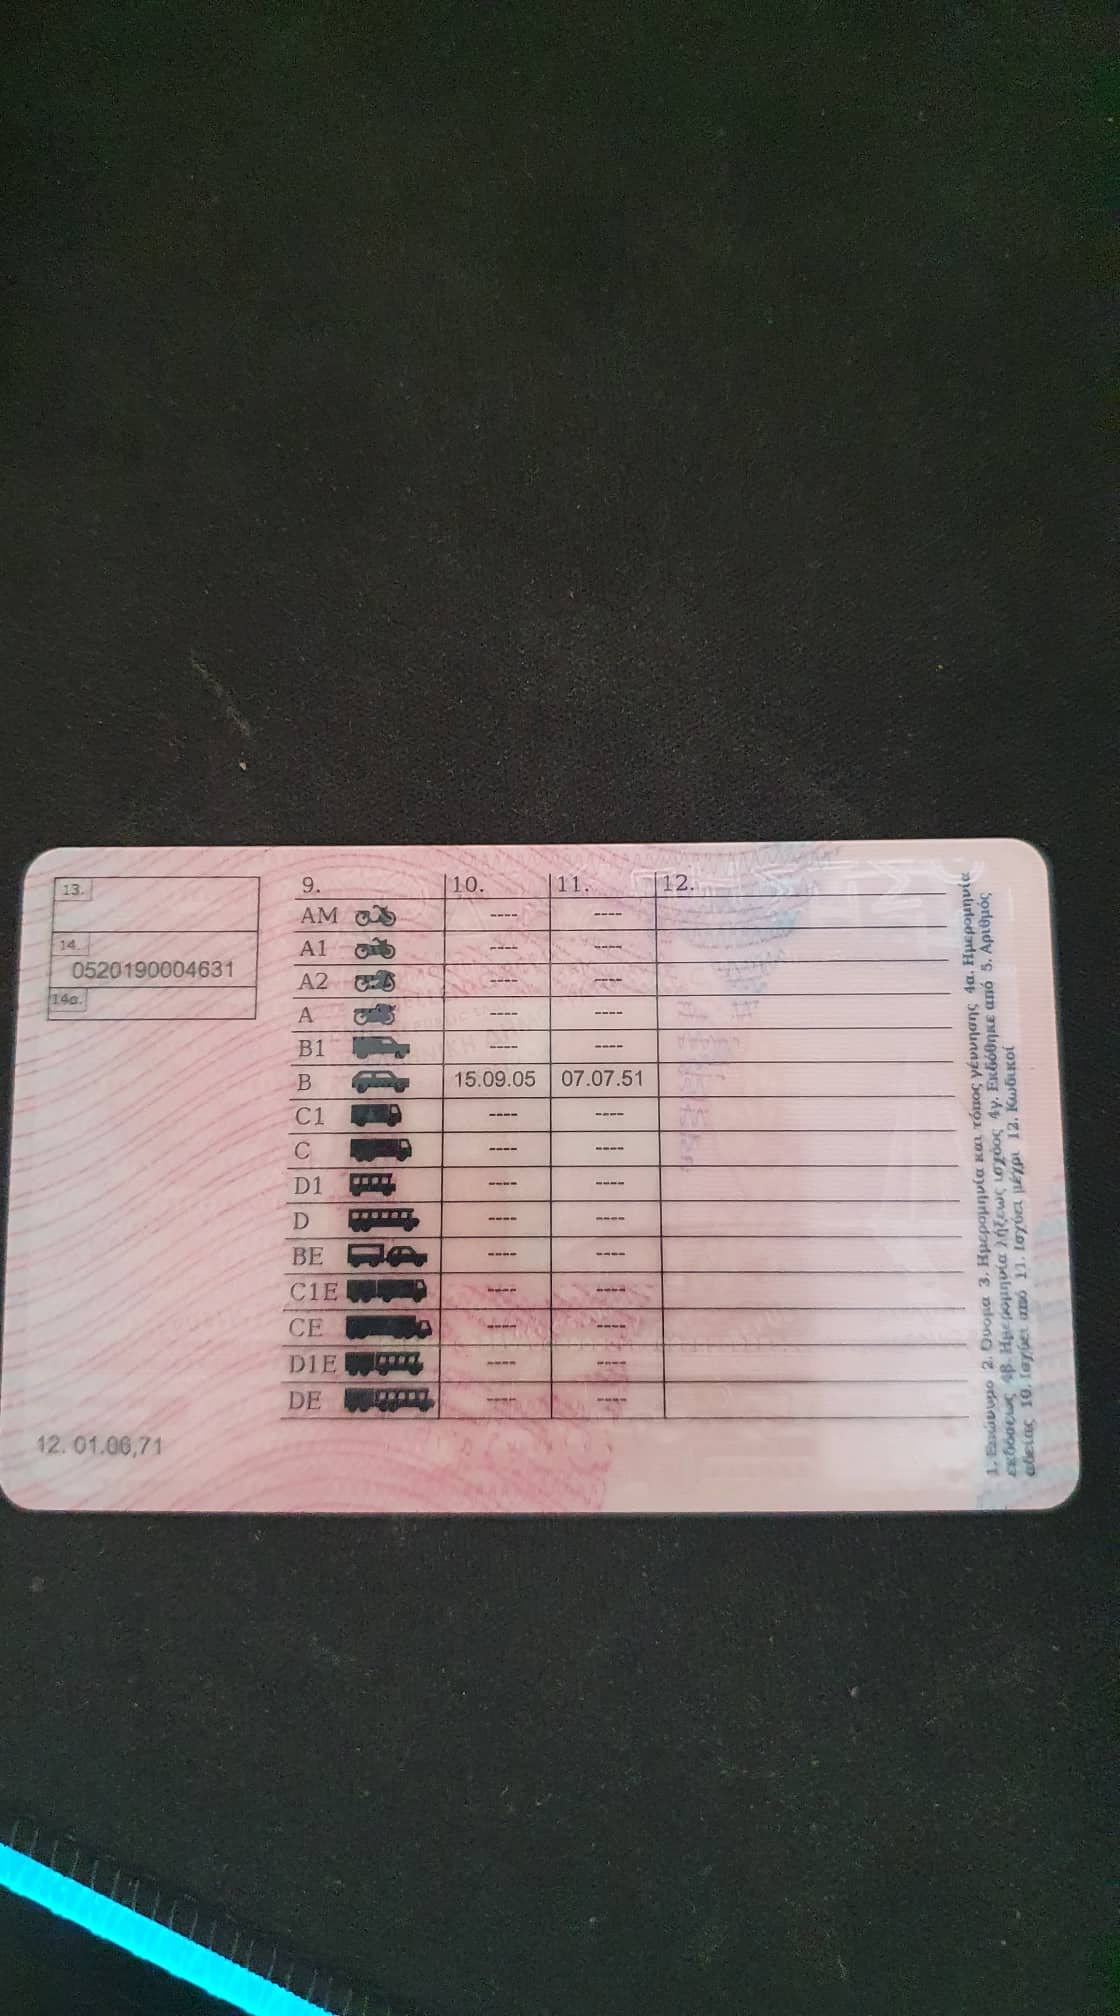 13.
14.
0520190004631
14α.
9. 10. 11. 12.
AM ---- ----
A1 ---- ----
A2 ---- ----
A ---- ----
B1 ---- ----
B 15.09.05 07.07.51
C1 ---- ----
C ---- ----
D1 ---- ----
D ---- ----
BE ---- ----
C1E ---- ----
CE ---- ----
D1E ---- ----
DE ---- ----
12. 01.06,71
1. Επώνυμο 2. Όνομα 3. Ημερομηνία και τόπος γέννησης 4α. Ημερομηνία
εκδόσεως 4β. Ημερομηνία λήξεως ισχύος 4γ. Εκδόθηκε από 5. Αριθμός
αδείας 10. Ισχύει από 11. Ισχύει μέχρι 12. Κωδικοί